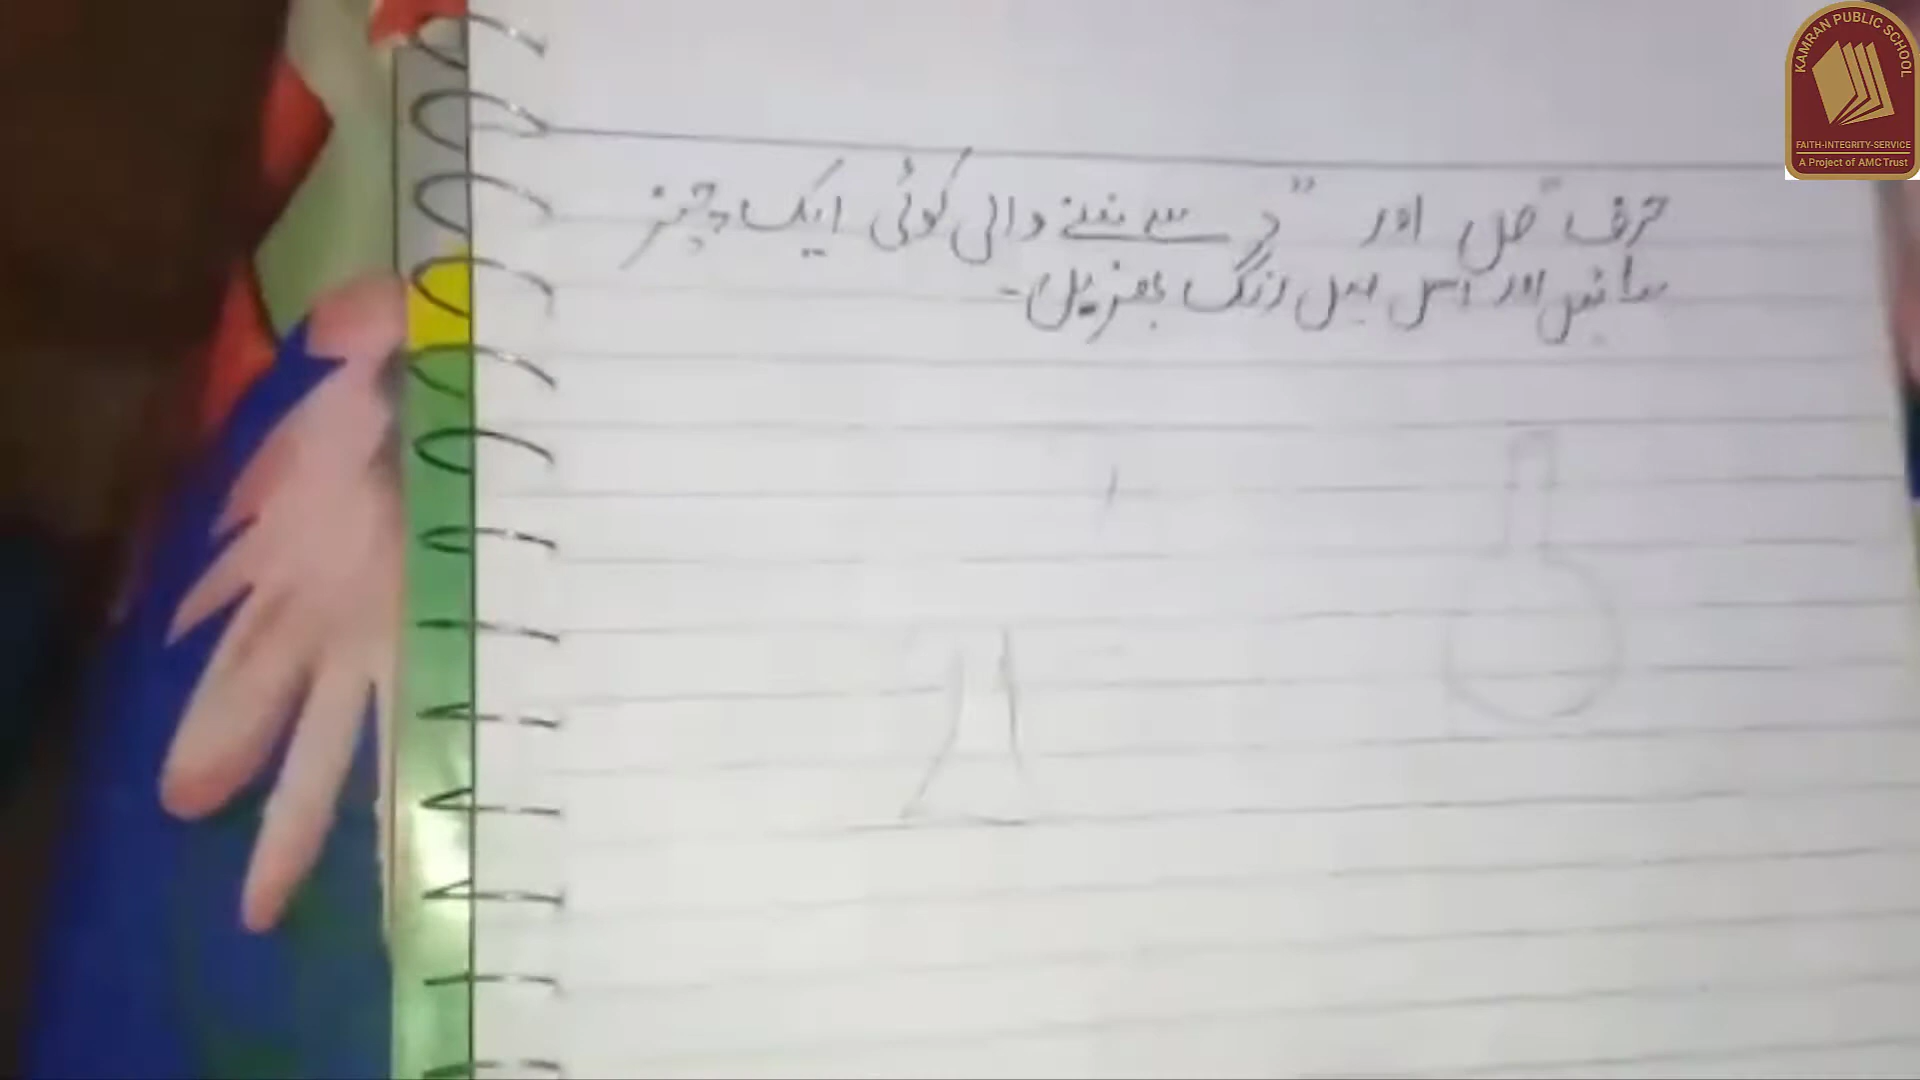 حرف "ص" اور "د" سے بننے والی کوئی ایک چیز
بنائیں اور اس میں رنگ بھریں۔
KAMRAN PUBLIC SCHOOL
FAITH-INTEGRITY-SERVICE
A Project of AMC Trust